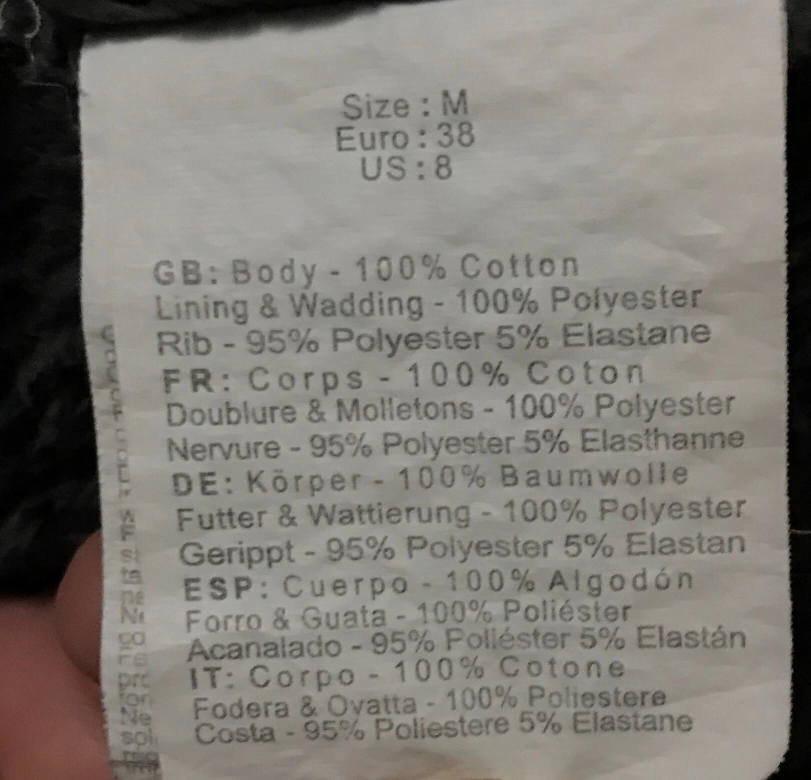 Size : M
Euro : 38
US : 8
GB: Body - 100% Cotton
Lining & Wadding - 100% Polyester
Rib - 95% Polyester 5% Elastane
FR: Corps - 100% Coton
Doublure & Molletons - 100% Polyester
Nervure - 95% Polyester 5% Elasthanne
DE: Körper - 100% Baumwolle
Futter & Wattierung - 100% Polyester
Gerippt - 95% Polyester 5% Elastan
ESP: Cuerpo - 100% Algodón
Forro & Guata - 100% Poliéster
Acanalado - 95% Poliéster 5% Elastán
IT: Corpo - 100% Cotone
Fodera & Ovatta - 100% Poliestere
Costa - 95% Poliestere 5% Elastane